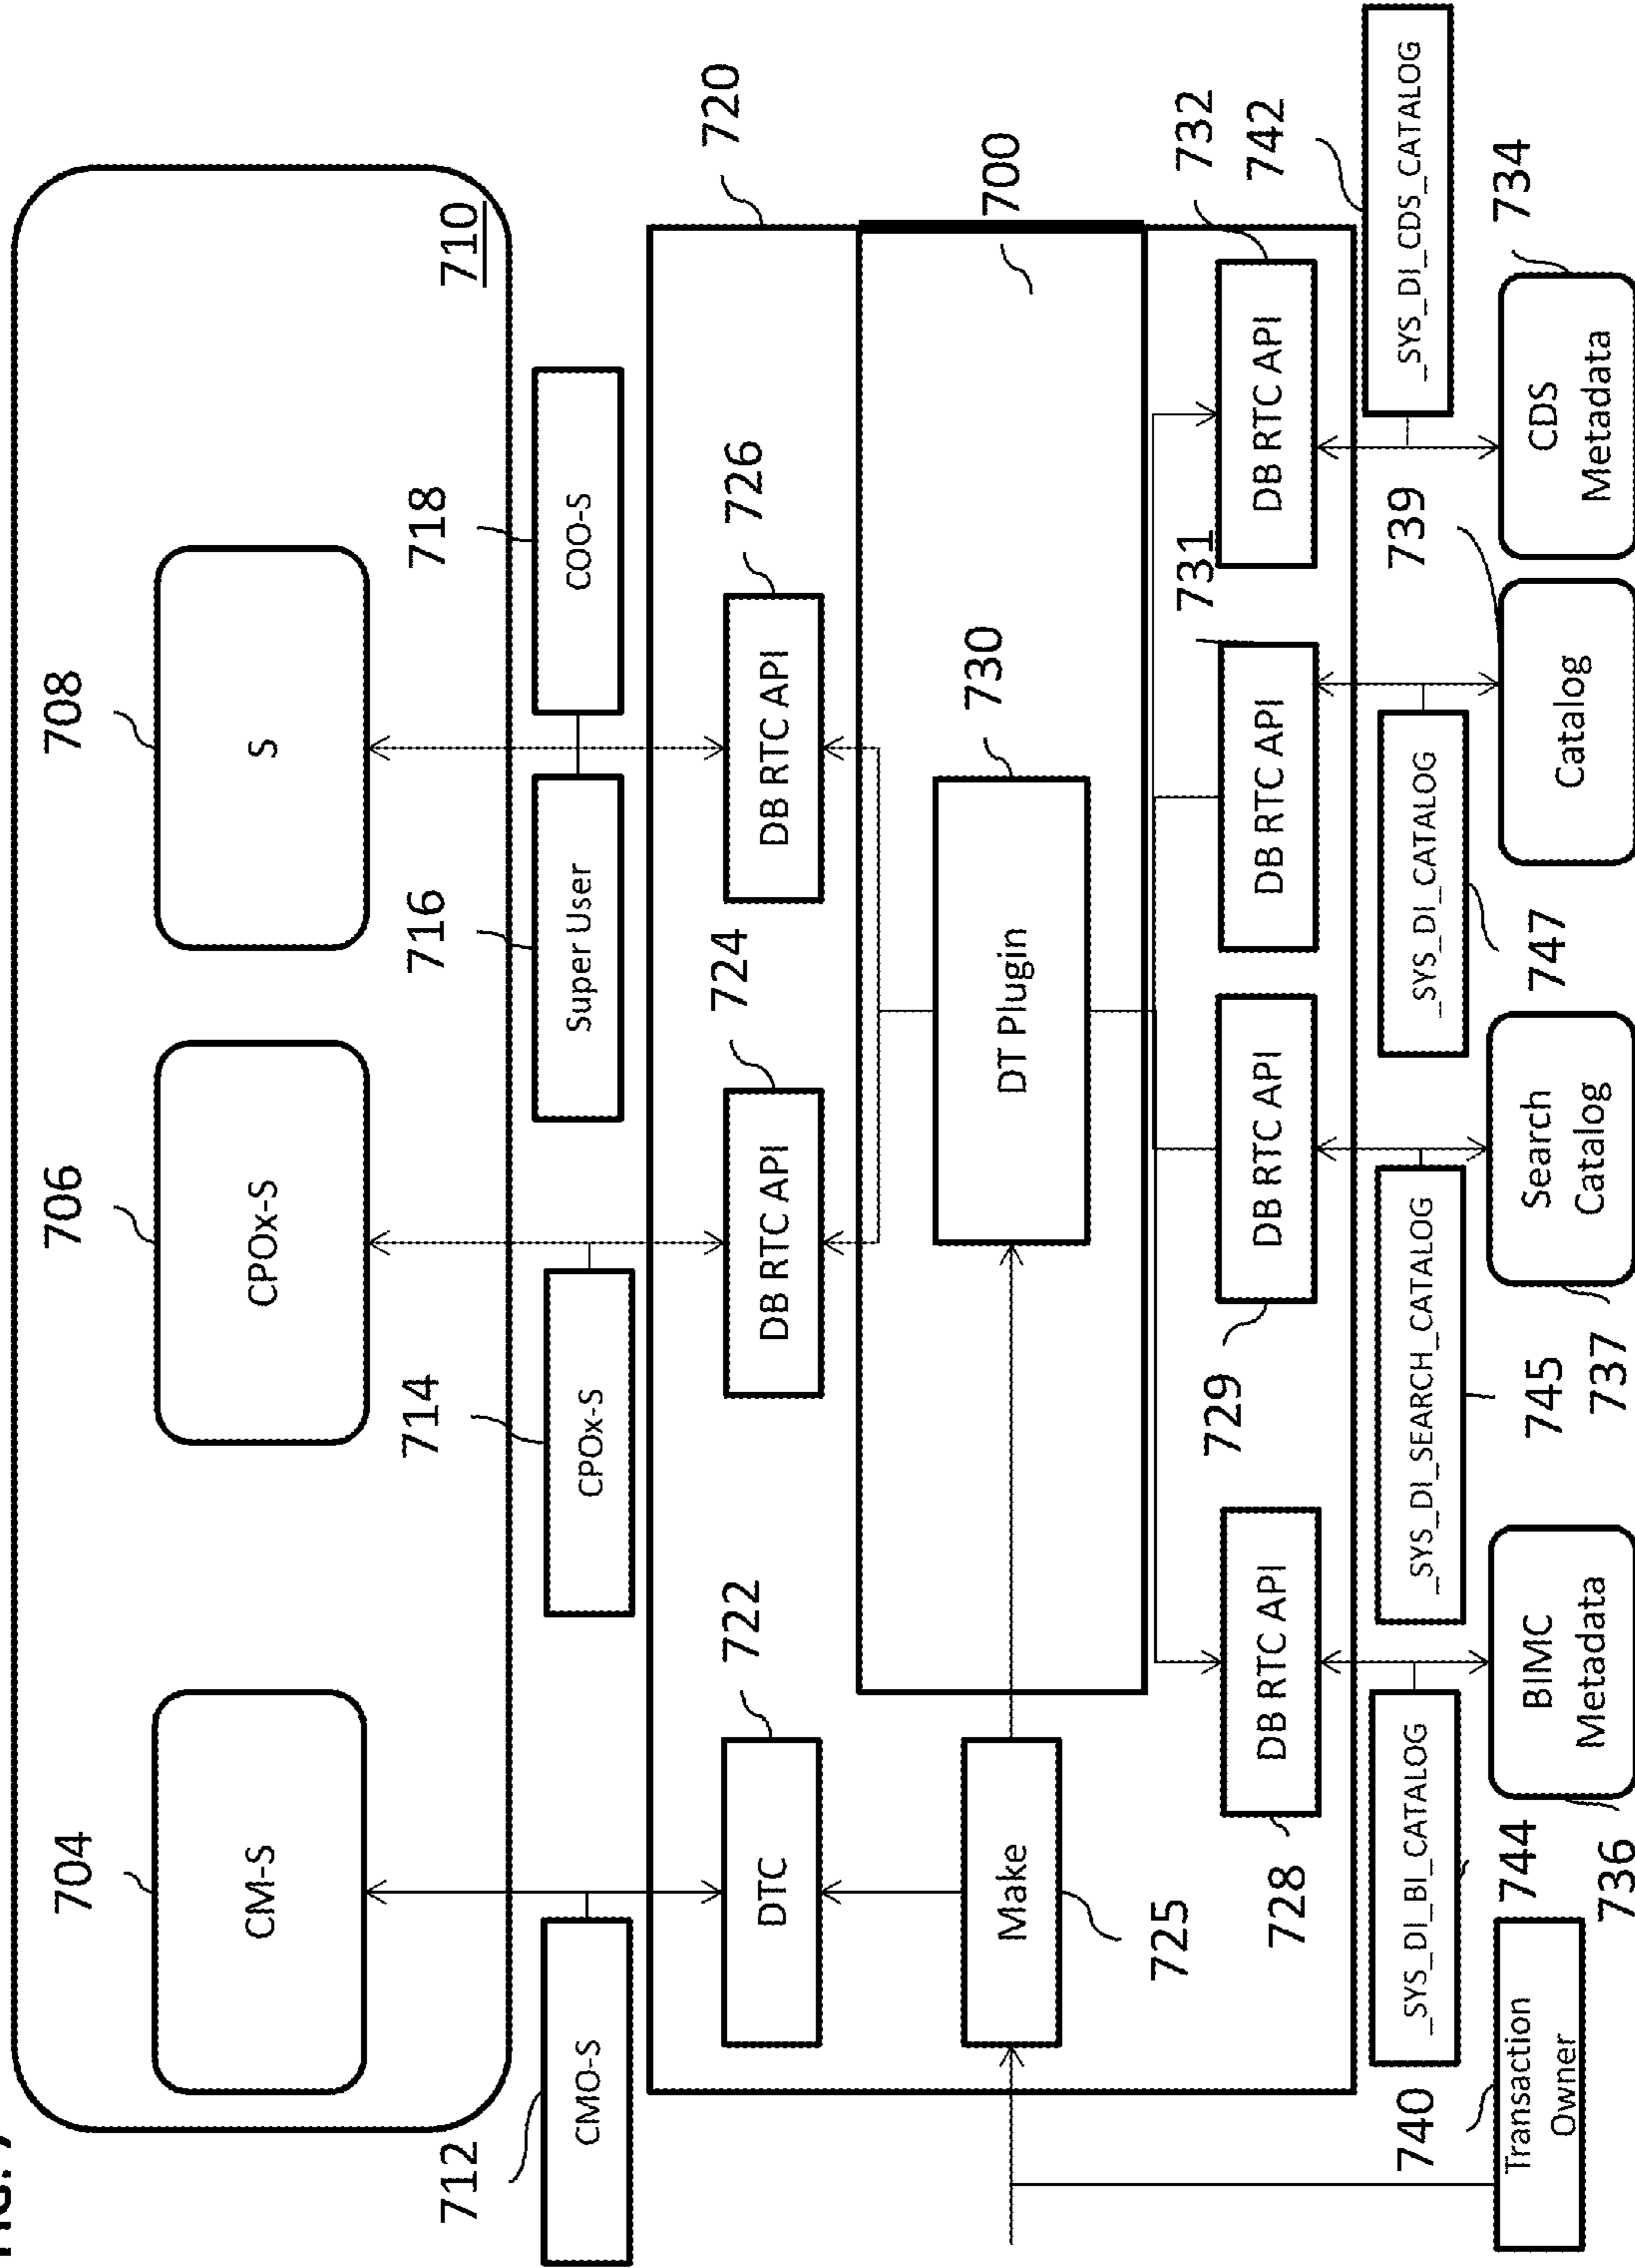 FIG. 7
704
706
708
CM-S
CPOx-S
S
710
712
714
716
718
CMO-S
CPOx-S
Super User
COO-S
720
722
724
726
DTC
DB RTC API
DB RTC API
700
730
Make
DT Plugin
725
728
729
731
732
742
DB RTC API
DB RTC API
DB RTC API
DB RTC API
740
744
739
_SYS_DI_BI_CATALOG
_SYS_DI_SEARCH_CATALOG
_SYS_DI_CATALOG
_SYS_DI_CDS_CATALOG
745
747
734
Transaction
Owner
BIMC
Metadata
Search
Catalog
Catalog
CDS
Metadata
736
737